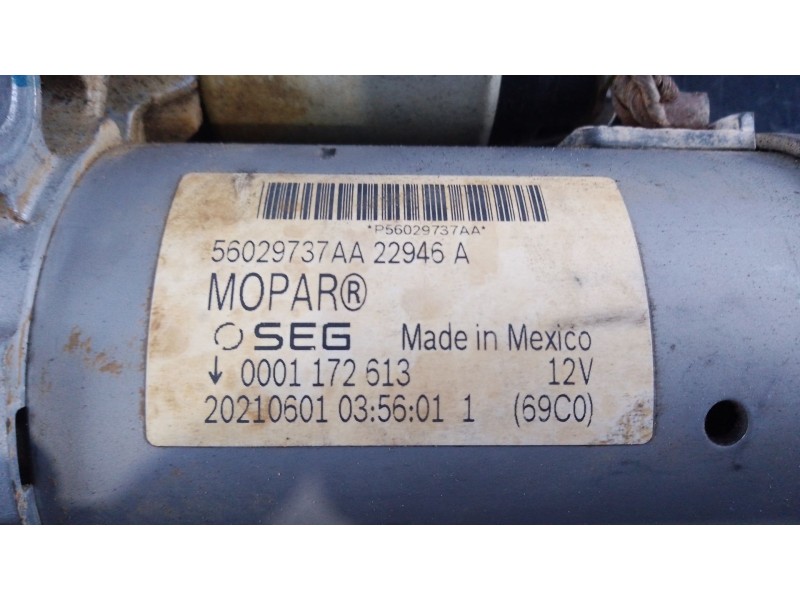 *P56029737AA*
56029737AA 22946 A
MOPAR®
SEG Made in Mexico
↓ 0001 172 613 12V
20210601 03:56:01 1 (69C0)